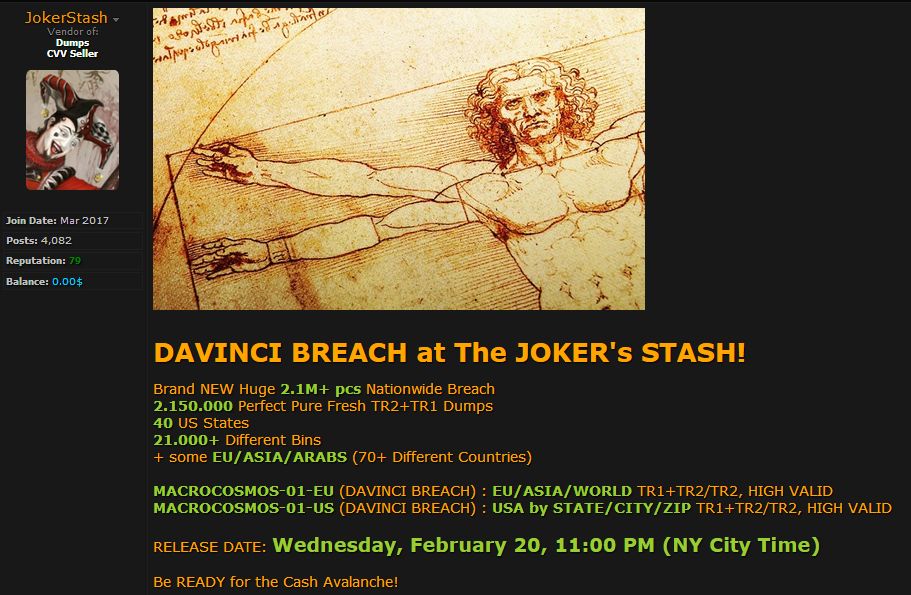 JokerStash
Vendor of:
Dumps
CVV Seller
Join Date: Mar 2017
Posts: 4,082
Reputation: 79
Balance: 0.00$
DAVINCI BREACH at The JOKER's STASH!
Brand NEW Huge 2.1M+ pcs Nationwide Breach
2.150.000 Perfect Pure Fresh TR2+TR1 Dumps
40 US States
21.000+ Different Bins
+ some EU/ASIA/ARABS (70+ Different Countries)
MACROCOSMOS-01-EU (DAVINCI BREACH) : EU/ASIA/WORLD TR1+TR2/TR2, HIGH VALID
MACROCOSMOS-01-US (DAVINCI BREACH) : USA by STATE/CITY/ZIP TR1+TR2/TR2, HIGH VALID
RELEASE DATE: Wednesday, February 20, 11:00 PM (NY City Time)
Be READY for the Cash Avalanche!